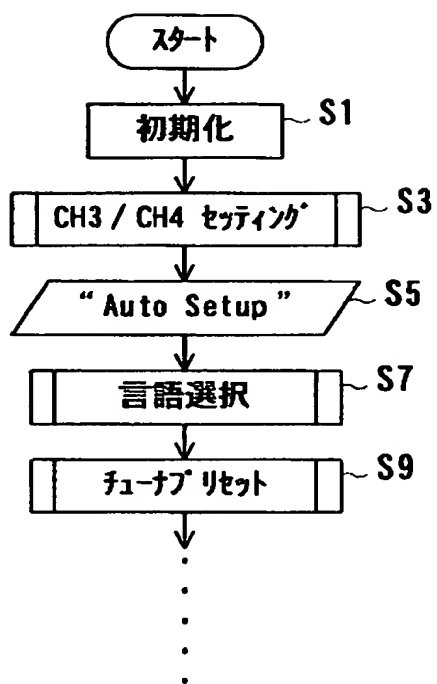 スタート
初期化 S1
CH3 / CH4 セッティング S3
“Auto Setup” S5
言語選択 S7
チューナプリセット S9